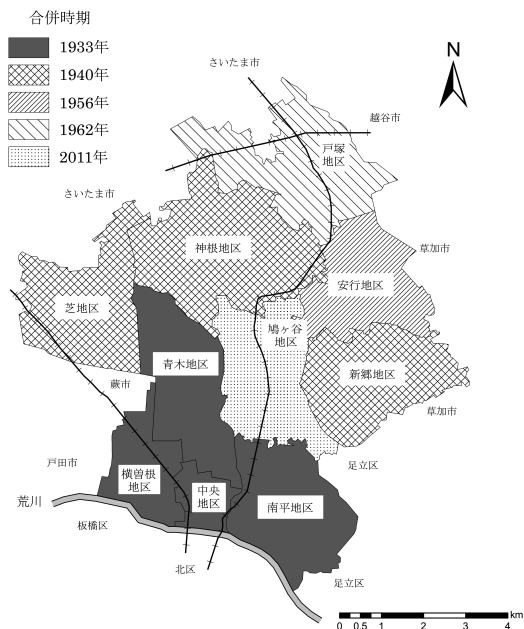 合併時期
1933年
1940年
1956年
1962年
2011年
N
さいたま市
越谷市
戸塚
地区
さいたま市
神根地区
草加市
安行地区
芝地区
鳩ヶ谷
地区
青木地区
新郷地区
蕨市
草加市
戸田市
足立区
横曽根
地区
中央
地区
南平地区
荒川
板橋区
北区
足立区
km
0 0.5 1 2 3 4